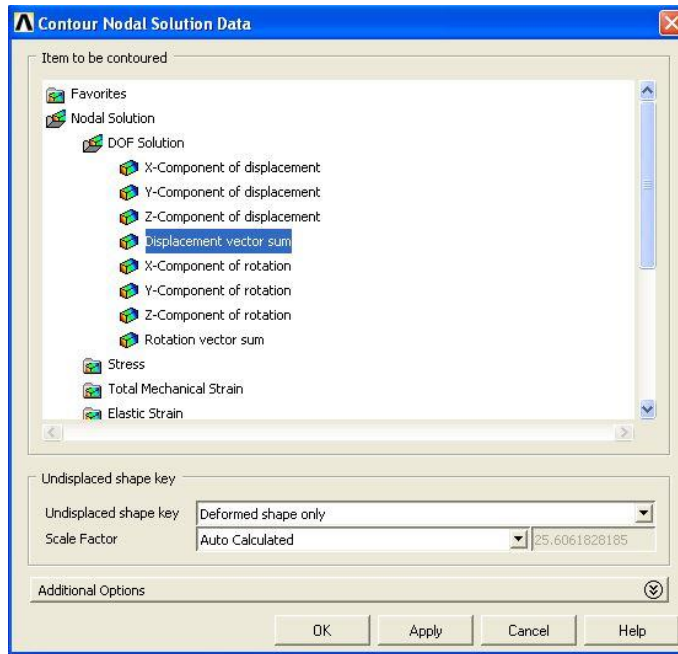 Contour Nodal Solution Data
Item to be contoured
Favorites
Nodal Solution
DOF Solution
X-Component of displacement
Y-Component of displacement
Z-Component of displacement
Displacement vector sum
X-Component of rotation
Y-Component of rotation
Z-Component of rotation
Rotation vector sum
Stress
Total Mechanical Strain
Elastic Strain
Undisplaced shape key
Undisplaced shape key Deformed shape only
Scale Factor Auto Calculated 25.6061828185
Additional Options
OK Apply Cancel Help